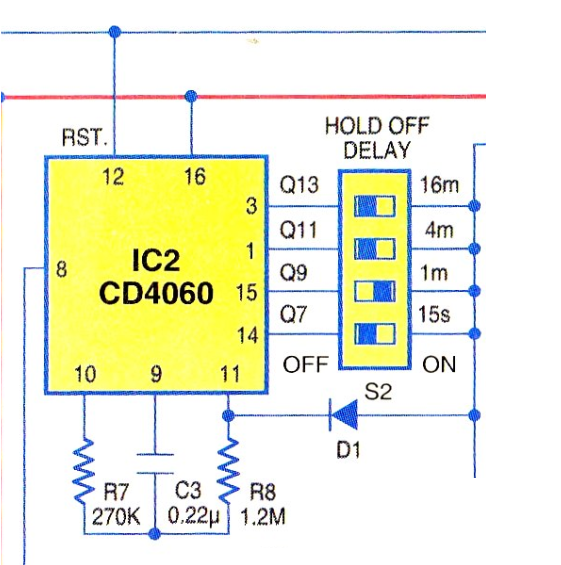 HOLD OFF
DELAY
RST.
12
16
Q13
16m
3
Q11
4m
1
8
IC2
CD4060
Q9
1m
15
Q7
15s
14
OFF
ON
10
9
11
S2
D1
R7
270K
C3
0.22µ
R8
1.2M